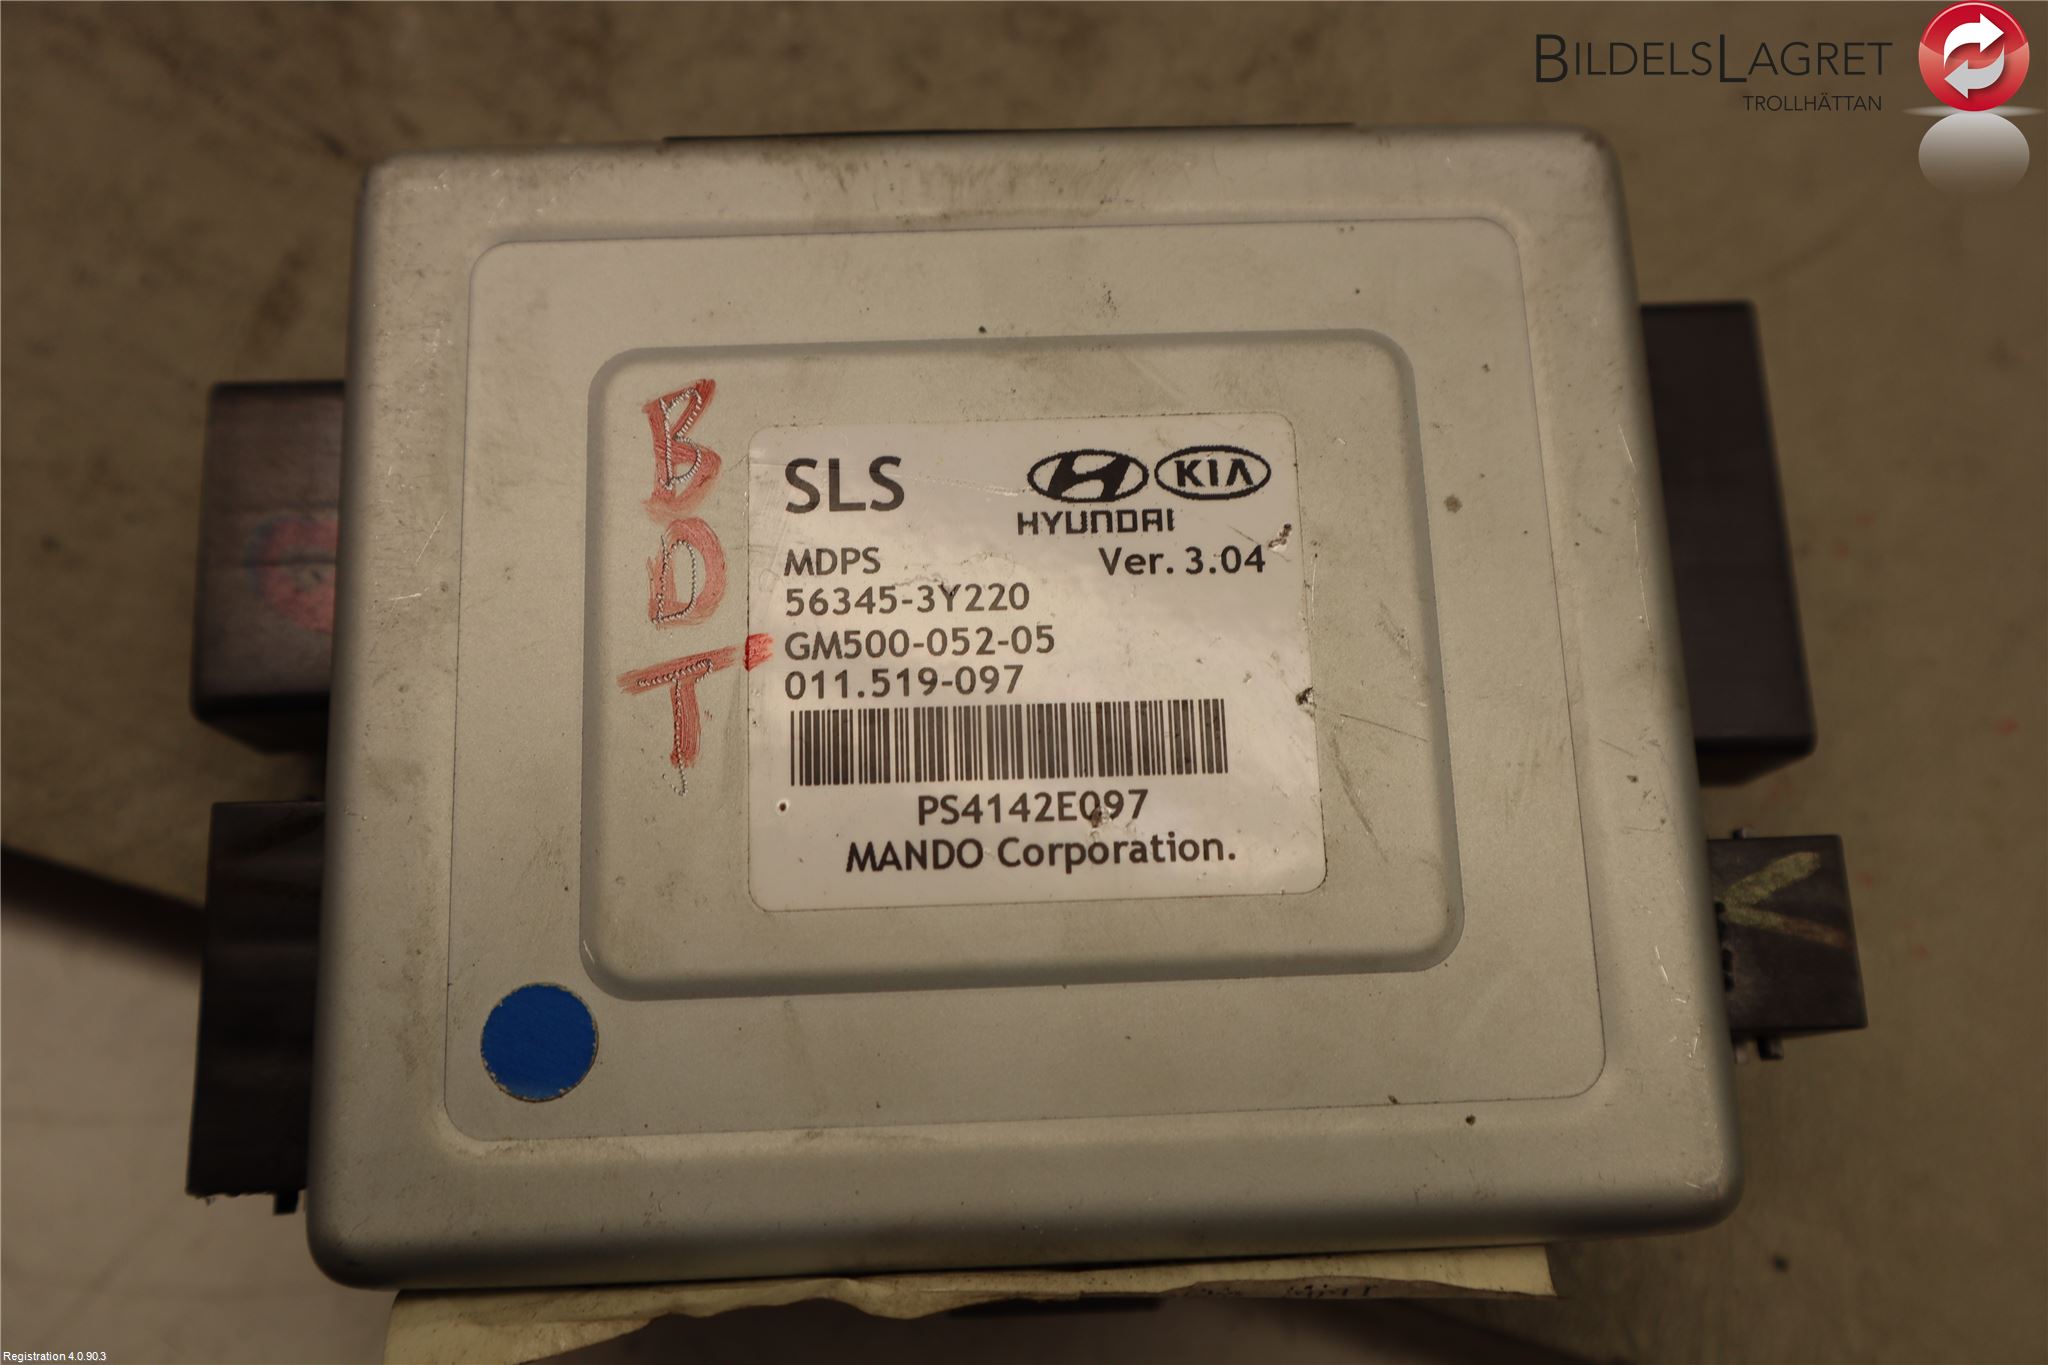 BILDELSLAGRET
TROLLHÄTTAN
B
D
T
SLS
HYUNDAI
KIA
MDPS Ver. 3.04
56345-3Y220
GM500-052-05
011.519-097
PS4142E097
MANDO Corporation.
Registration 4.0.90.3